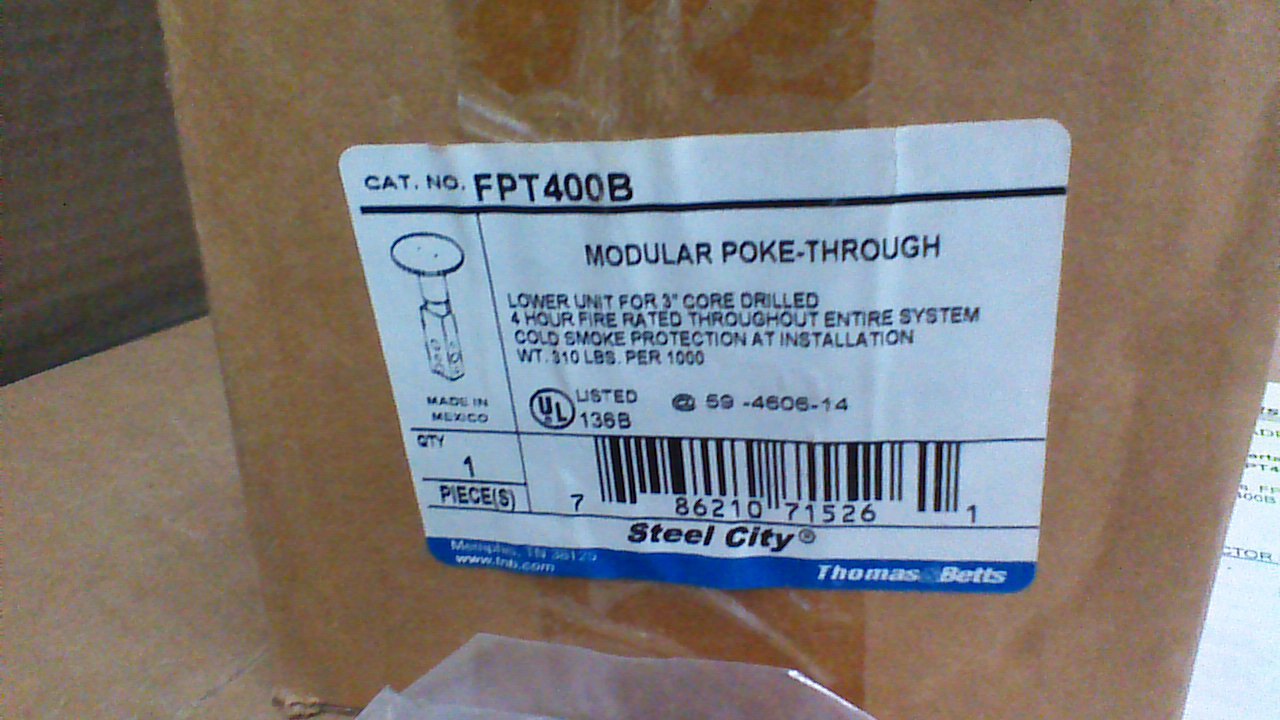 CAT. NO. FPT400B
MODULAR POKE-THROUGH
LOWER UNIT FOR 3" CORE DRILLED
4 HOUR FIRE RATED THROUGHOUT ENTIRE SYSTEM
COLD SMOKE PROTECTION AT INSTALLATION
WT. 310 LBS. PER 1000
MADE IN
MEXICO
UL LISTED
136B
59-4606-14
QTY
1
PIECE(S)
7 86210 71526 1
Steel City®
Memphis, TN 38125
www.tnb.com
Thomas & Betts
CTOR